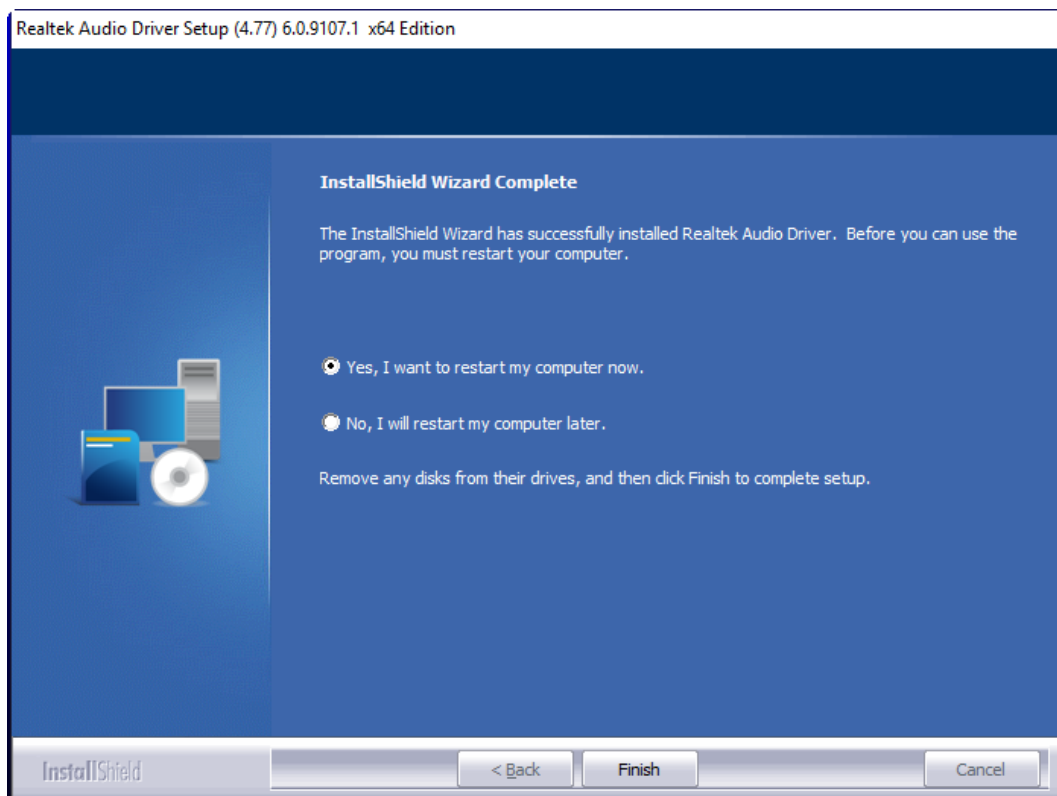 Realtek Audio Driver Setup (4.77) 6.0.9107.1 x64 Edition
InstallShield Wizard Complete
The InstallShield Wizard has successfully installed Realtek Audio Driver. Before you can use the
program, you must restart your computer.
Yes, I want to restart my computer now.
No, I will restart my computer later.
Remove any disks from their drives, and then click Finish to complete setup.
InstallShield
< Back
Finish
Cancel